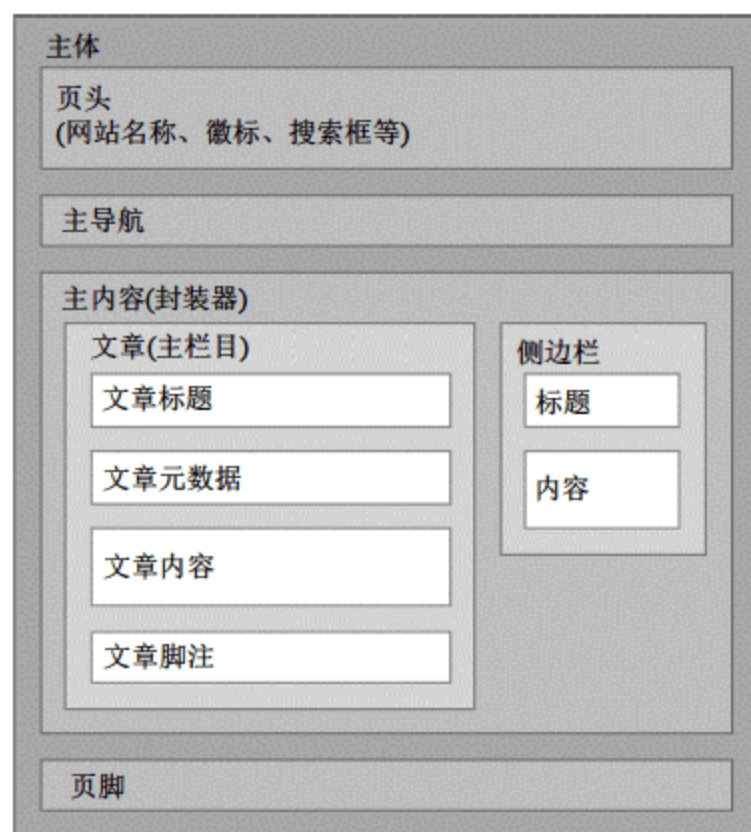 主体
页头
(网站名称、徽标、搜索框等)
主导航
主内容(封装器)
文章(主栏目)
文章标题
文章元数据
文章内容
文章脚注
侧边栏
标题
内容
页脚